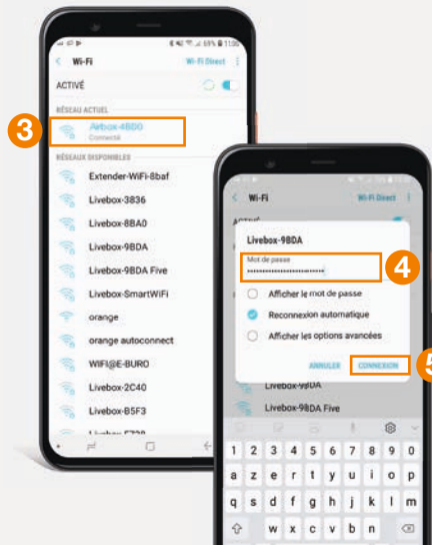 69% 11:00
Wi-Fi Wi-Fi Direct
ACTIVÉ
RÉSEAU ACTUEL
3
Airbox-4BD0
Connecté
RÉSEAUX DISPONIBLES
Extender-WiFi-8baf
Livebox-3836
Livebox-8BA0
Livebox-9BDA
Livebox-9BDA Five
Livebox-SmartWiFi
orange
orange autoconnect
WIFI@E-BURO
Livebox-2C40
Livebox-B5F3
Wi-Fi Wi-Fi Direct
Livebox-9BDA
Mot de passe
4
Afficher le mot de passe
Reconnexion automatique
Afficher les options avancées
ANNULER CONNEXION
5
Livebox-9BDA
Livebox-9BDA Five
1 2 3 4 5 6 7 8 9 0
a z e r t y u i o p
q s d f g h j k l m
w x c v b n